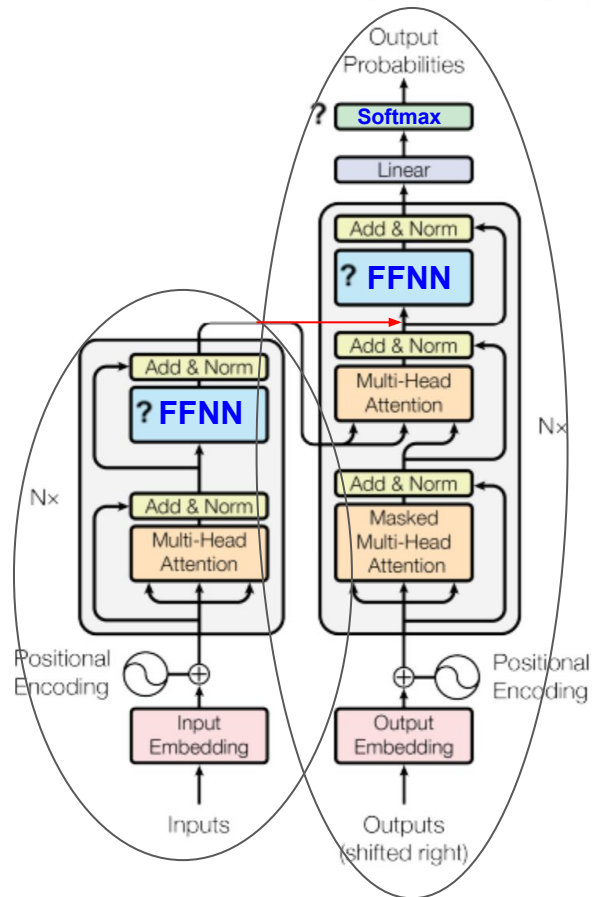 Output
Probabilities
? Softmax
Linear
Add & Norm
? FFNN
Add & Norm
Multi-Head
Attention
Nx
Add & Norm
Masked
Multi-Head
Attention
Positional
Encoding
Output
Embedding
Outputs
(shifted right)
Add & Norm
? FFNN
Nx
Add & Norm
Multi-Head
Attention
Positional
Encoding
Input
Embedding
Inputs